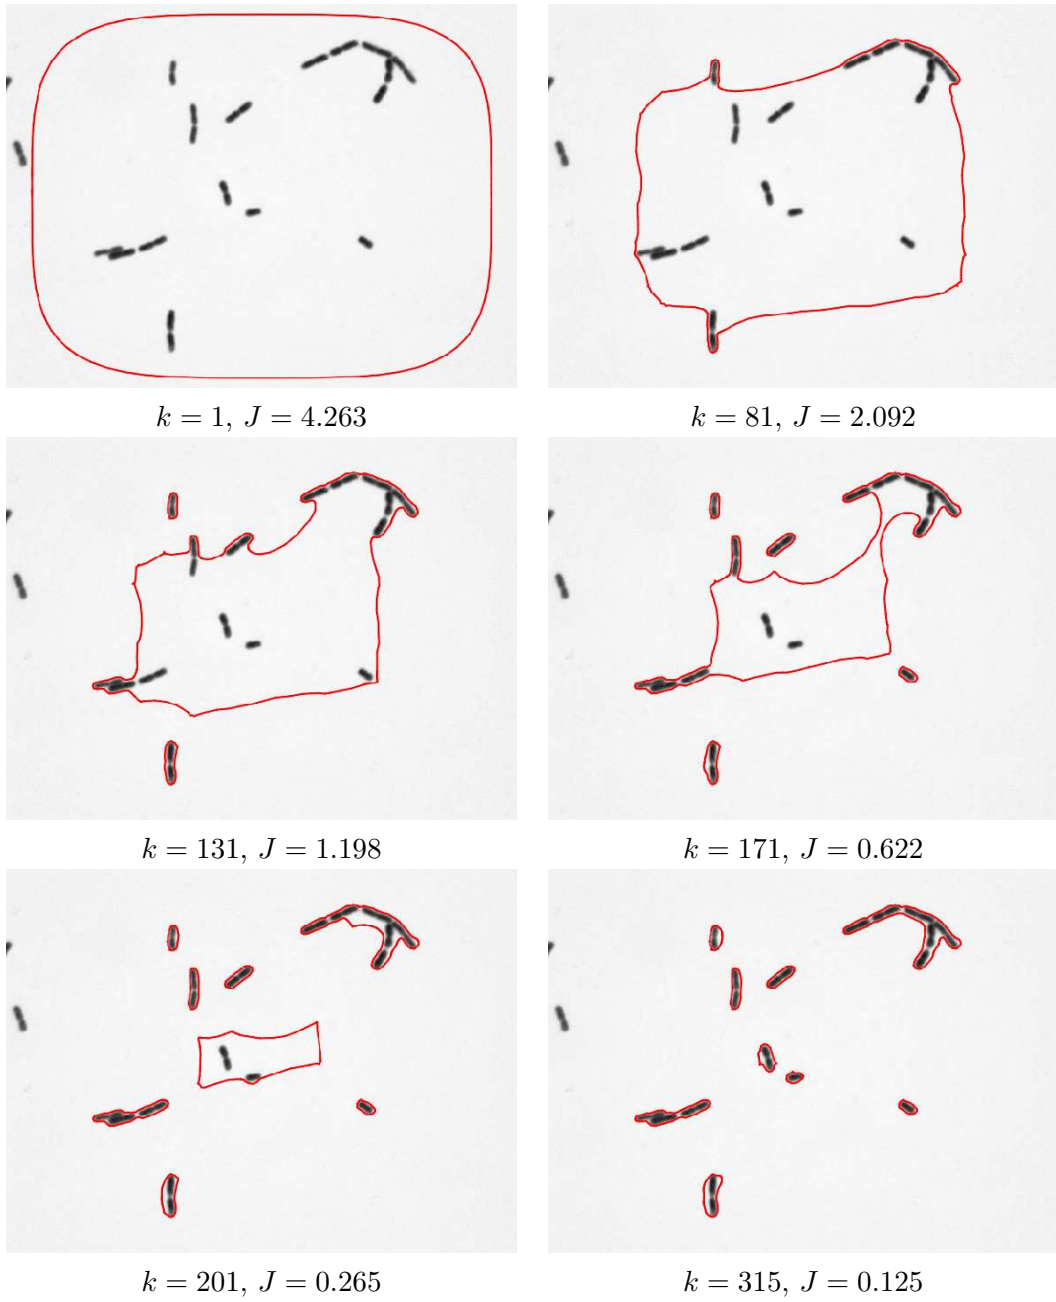 k = 1, J = 4.263
k = 81, J = 2.092
k = 131, J = 1.198
k = 171, J = 0.622
k = 201, J = 0.265
k = 315, J = 0.125